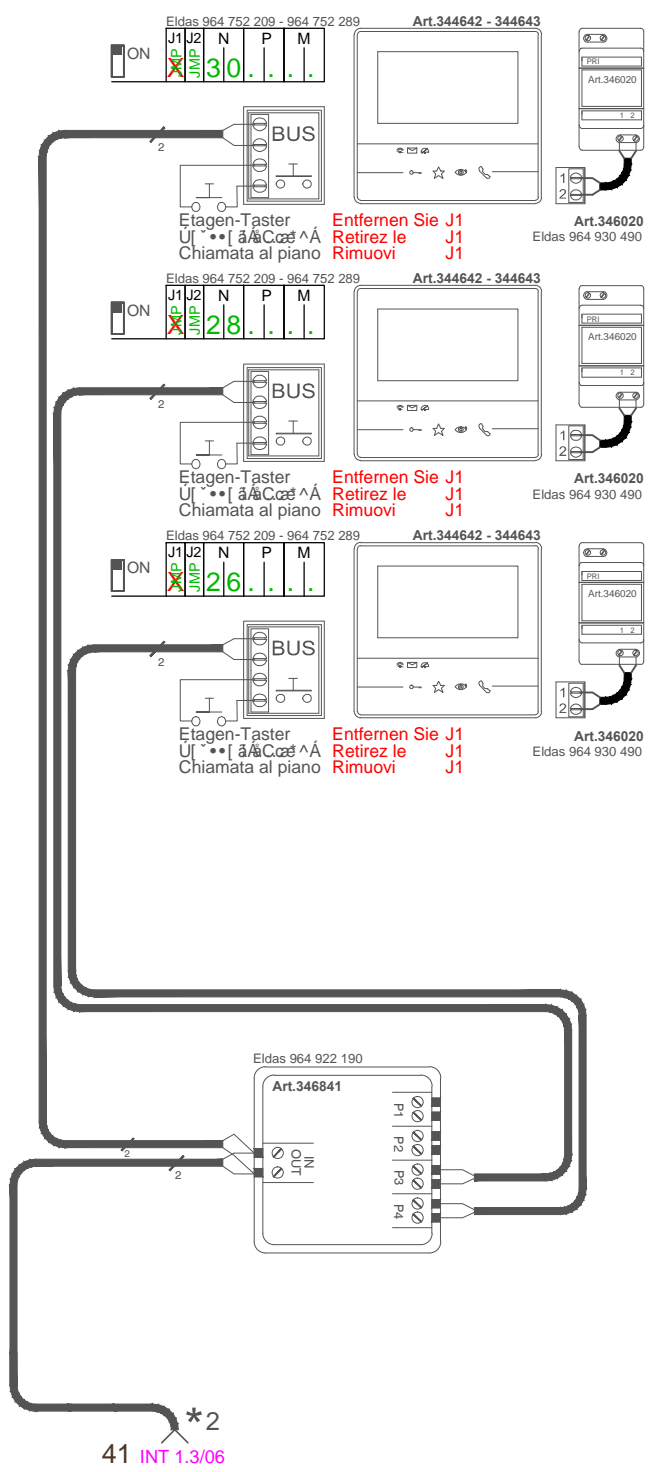 Eldas 964 752 209 - 964 752 289 Art.344642 - 344643
ON J1 J2 N P M
X JMP 3 0 . . . .
PRI
Art.346020
1 2
BUS
2
1
2
Etagen-Taster Entfernen Sie J1
Retirez le J1
Chiamata al piano Rimuovi J1
Art.346020
Eldas 964 930 490
Eldas 964 752 209 - 964 752 289 Art.344642 - 344643
ON J1 J2 N P M
X JMP 2 8 . . . .
PRI
Art.346020
1 2
BUS
2
1
2
Etagen-Taster Entfernen Sie J1
Retirez le J1
Chiamata al piano Rimuovi J1
Art.346020
Eldas 964 930 490
Eldas 964 752 209 - 964 752 289 Art.344642 - 344643
ON J1 J2 N P M
X JMP 2 6 . . . .
PRI
Art.346020
1 2
BUS
2
1
2
Etagen-Taster Entfernen Sie J1
Retirez le J1
Chiamata al piano Rimuovi J1
Art.346020
Eldas 964 930 490
Eldas 964 922 190
Art.346841
P1
P2
P3
P4
IN
OUT
2
2
*2
41 INT 1.3/06